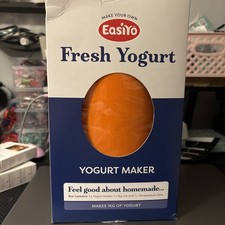 MAKE YOUR OWN
EasiYo
Fresh Yogurt
YOGURT MAKER
Feel good about homemade...
MAKES 1KG OF YOGURT